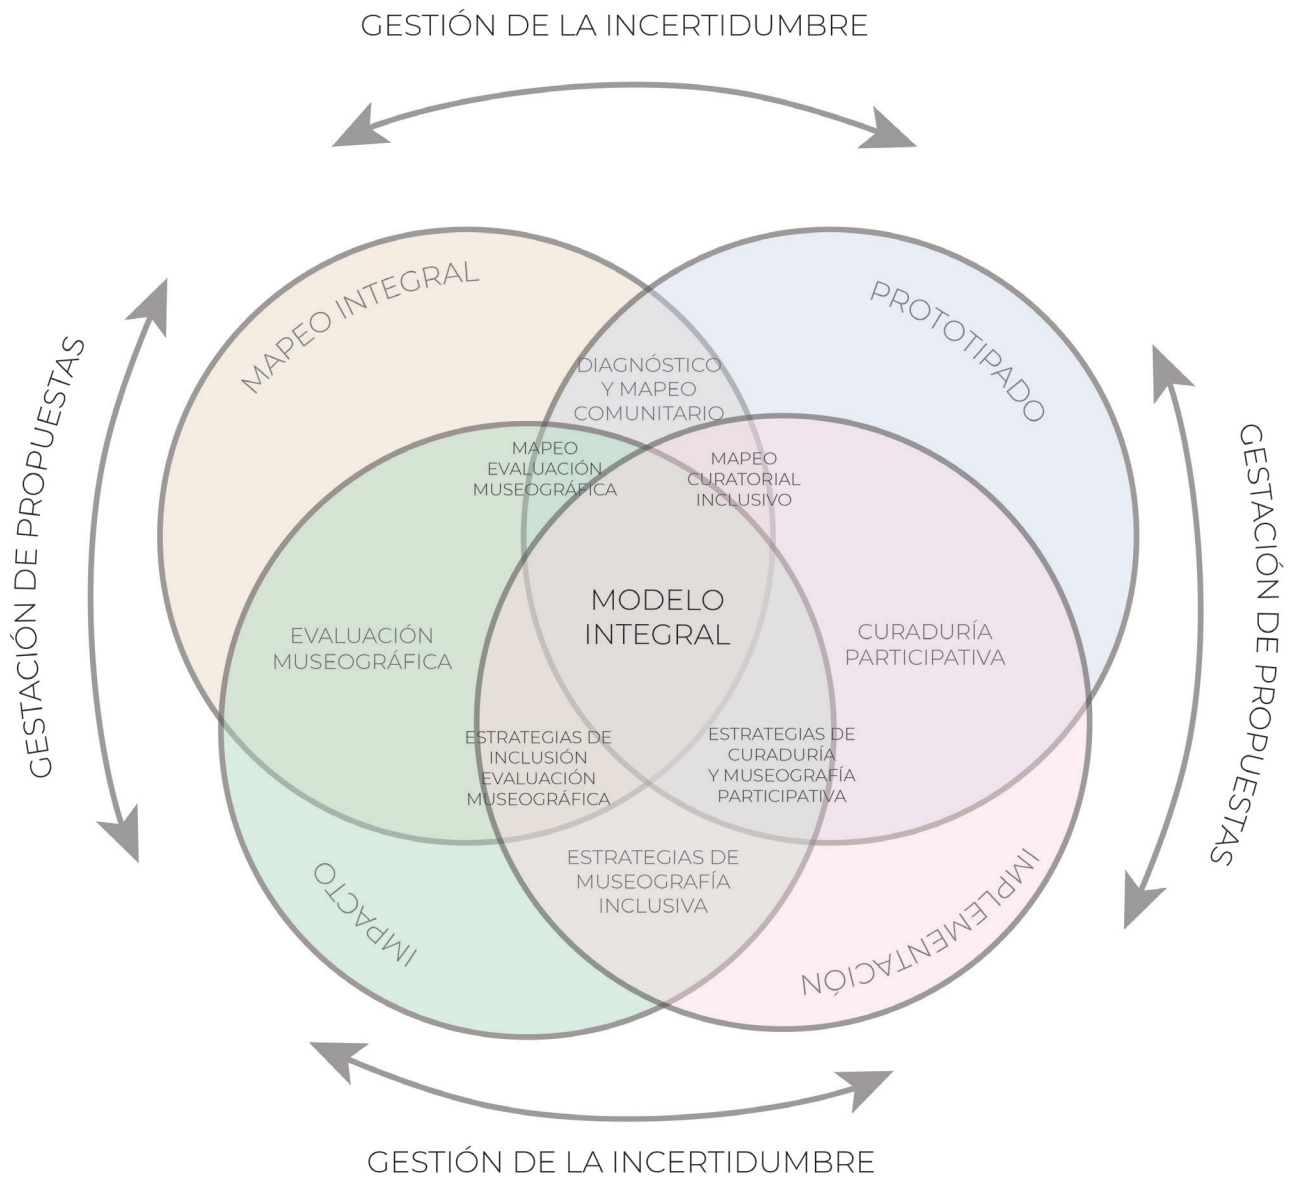 GESTIÓN DE LA INCERTIDUMBRE
MAPEO INTEGRAL
PROTOTIPADO
GESTACIÓN DE PROPUESTAS
DIAGNÓSTICO
Y MAPEO
COMUNITARIO
GESTACIÓN DE PROPUESTAS
MAPEO
EVALUACIÓN
MUSEOGRÁFICA
MAPEO
CURATORIAL
INCLUSIVO
MODELO
INTEGRAL
EVALUACIÓN
MUSEOGRÁFICA
CURADURÍA
PARTICIPATIVA
ESTRATEGIAS DE
INCLUSIÓN
EVALUACIÓN
MUSEOGRÁFICA
ESTRATEGIAS DE
CURADURÍA
Y MUSEOGRAFÍA
PARTICIPATIVA
ESTRATEGIAS DE
MUSEOGRAFÍA
INCLUSIVA
IMPACTO
IMPLEMENTACIÓN
GESTIÓN DE LA INCERTIDUMBRE